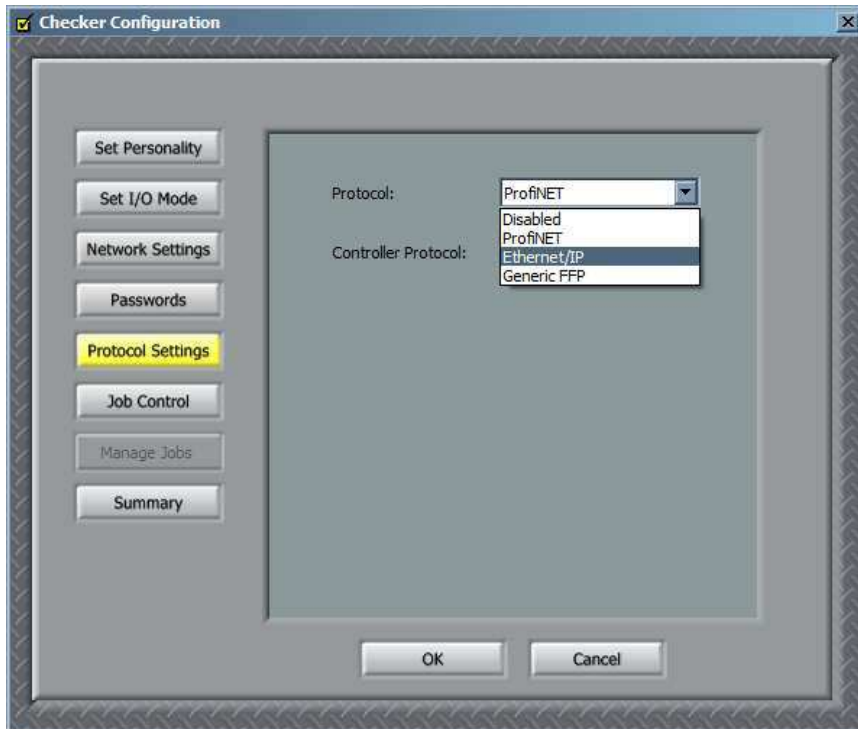 Checker Configuration
Set Personality
Set I/O Mode
Network Settings
Passwords
Protocol Settings
Job Control
Manage Jobs
Summary
Protocol:
ProfiNET
Disabled
ProfiNET
Controller Protocol:
Ethernet/IP
Generic FFP
OK
Cancel